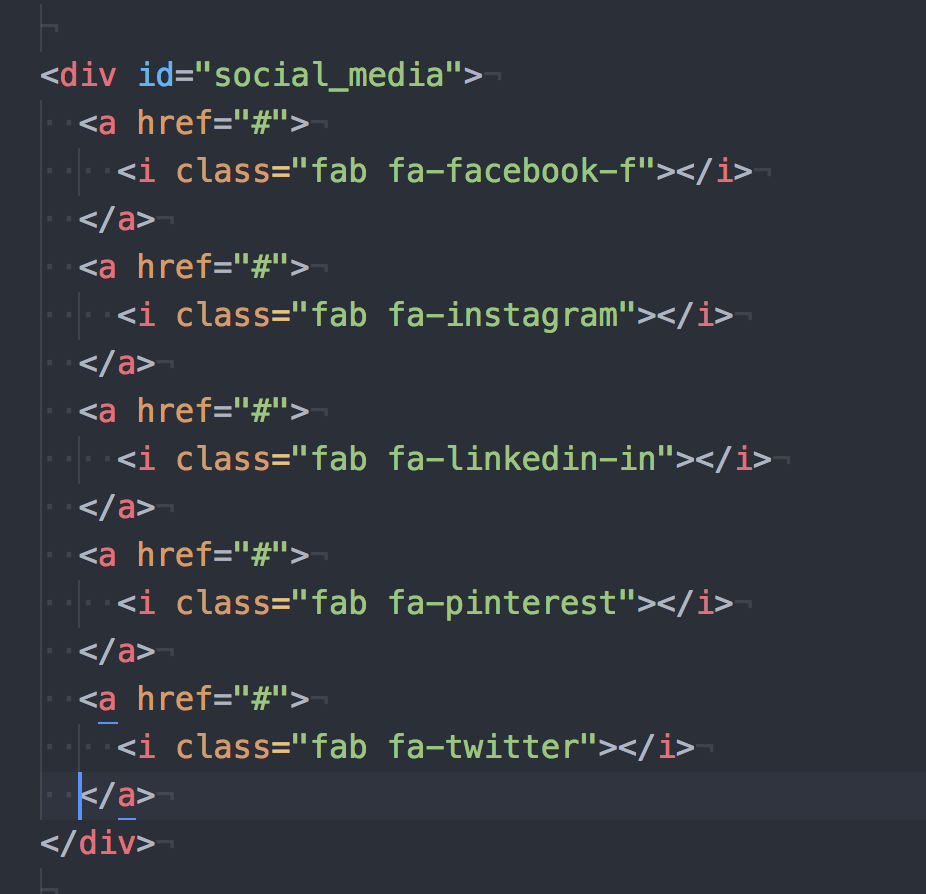 <div id="social_media">
  <a href="#">
    <i class="fab fa-facebook-f"></i>
  </a>
  <a href="#">
    <i class="fab fa-instagram"></i>
  </a>
  <a href="#">
    <i class="fab fa-linkedin-in"></i>
  </a>
  <a href="#">
    <i class="fab fa-pinterest"></i>
  </a>
  <a href="#">
    <i class="fab fa-twitter"></i>
  </a>
</div>